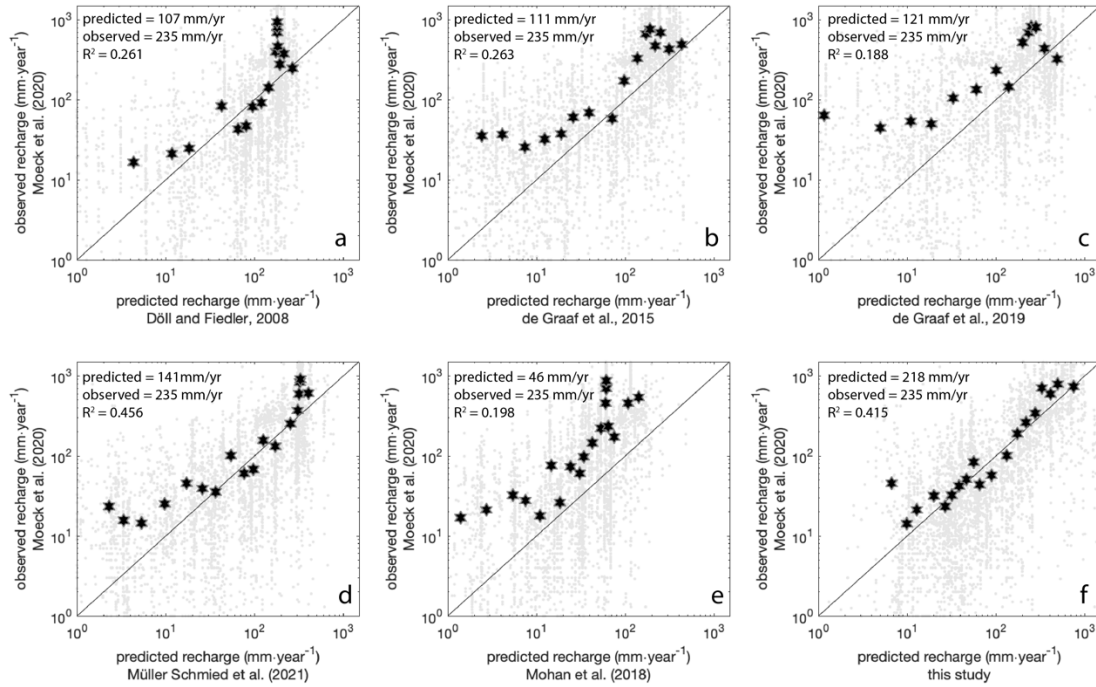 predicted = 107 mm/yr
observed = 235 mm/yr
R² = 0.261
10³
10²
10¹
10⁰
observed recharge (mm·year⁻¹)
Moeck et al. (2020)
a
10⁰ 10¹ 10² 10³
predicted recharge (mm·year⁻¹)
Döll and Fiedler, 2008
predicted = 111 mm/yr
observed = 235 mm/yr
R² = 0.263
10³
10²
10¹
10⁰
observed recharge (mm·year⁻¹)
Moeck et al. (2020)
b
10⁰ 10¹ 10² 10³
predicted recharge (mm·year⁻¹)
de Graaf et al., 2015
predicted = 121 mm/yr
observed = 235 mm/yr
R² = 0.188
10³
10²
10¹
10⁰
observed recharge (mm·year⁻¹)
Moeck et al. (2020)
c
10⁰ 10¹ 10² 10³
predicted recharge (mm·year⁻¹)
de Graaf et al., 2019
predicted = 141mm/yr
observed = 235 mm/yr
R² = 0.456
10³
10²
10¹
10⁰
observed recharge (mm·year⁻¹)
Moeck et al. (2020)
d
10⁰ 10¹ 10² 10³
predicted recharge (mm·year⁻¹)
Müller Schmied et al. (2021)
predicted = 46 mm/yr
observed = 235 mm/yr
R² = 0.198
10³
10²
10¹
10⁰
observed recharge (mm·year⁻¹)
Moeck et al. (2020)
e
10⁰ 10¹ 10² 10³
predicted recharge (mm·year⁻¹)
Mohan et al. (2018)
predicted = 218 mm/yr
observed = 235 mm/yr
R² = 0.415
10³
10²
10¹
10⁰
observed recharge (mm·year⁻¹)
Moeck et al. (2020)
f
10⁰ 10¹ 10² 10³
predicted recharge (mm·year⁻¹)
this study